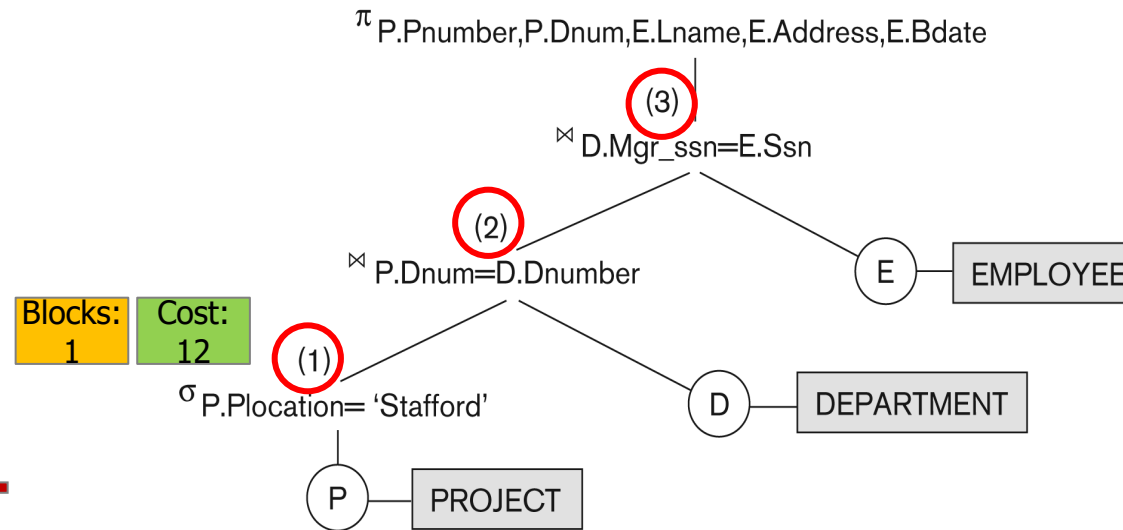 π P.Pnumber,P.Dnum,E.Lname,E.Address,E.Bdate
(3)
⋈ D.Mgr_ssn=E.Ssn
(2)
⋈ P.Dnum=D.Dnumber
E
EMPLOYEE
Blocks:
1
Cost:
12
(1)
σ P.Plocation= ‘Stafford’
D
DEPARTMENT
P
PROJECT